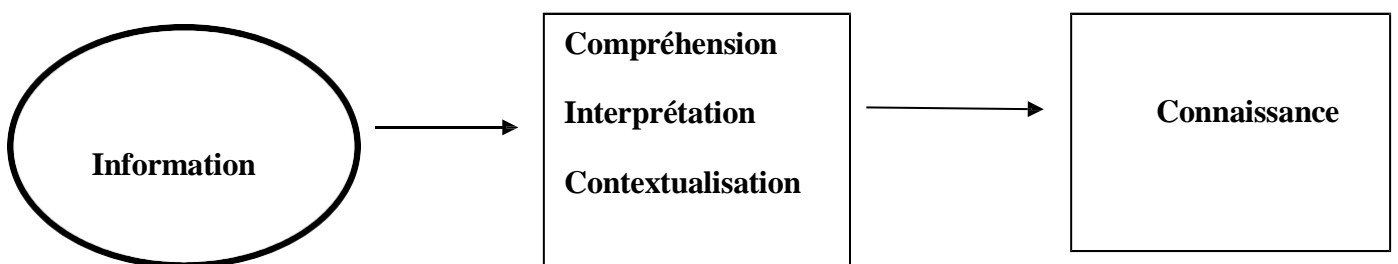 Information
Compréhension
Interprétation
Contextualisation
Connaissance